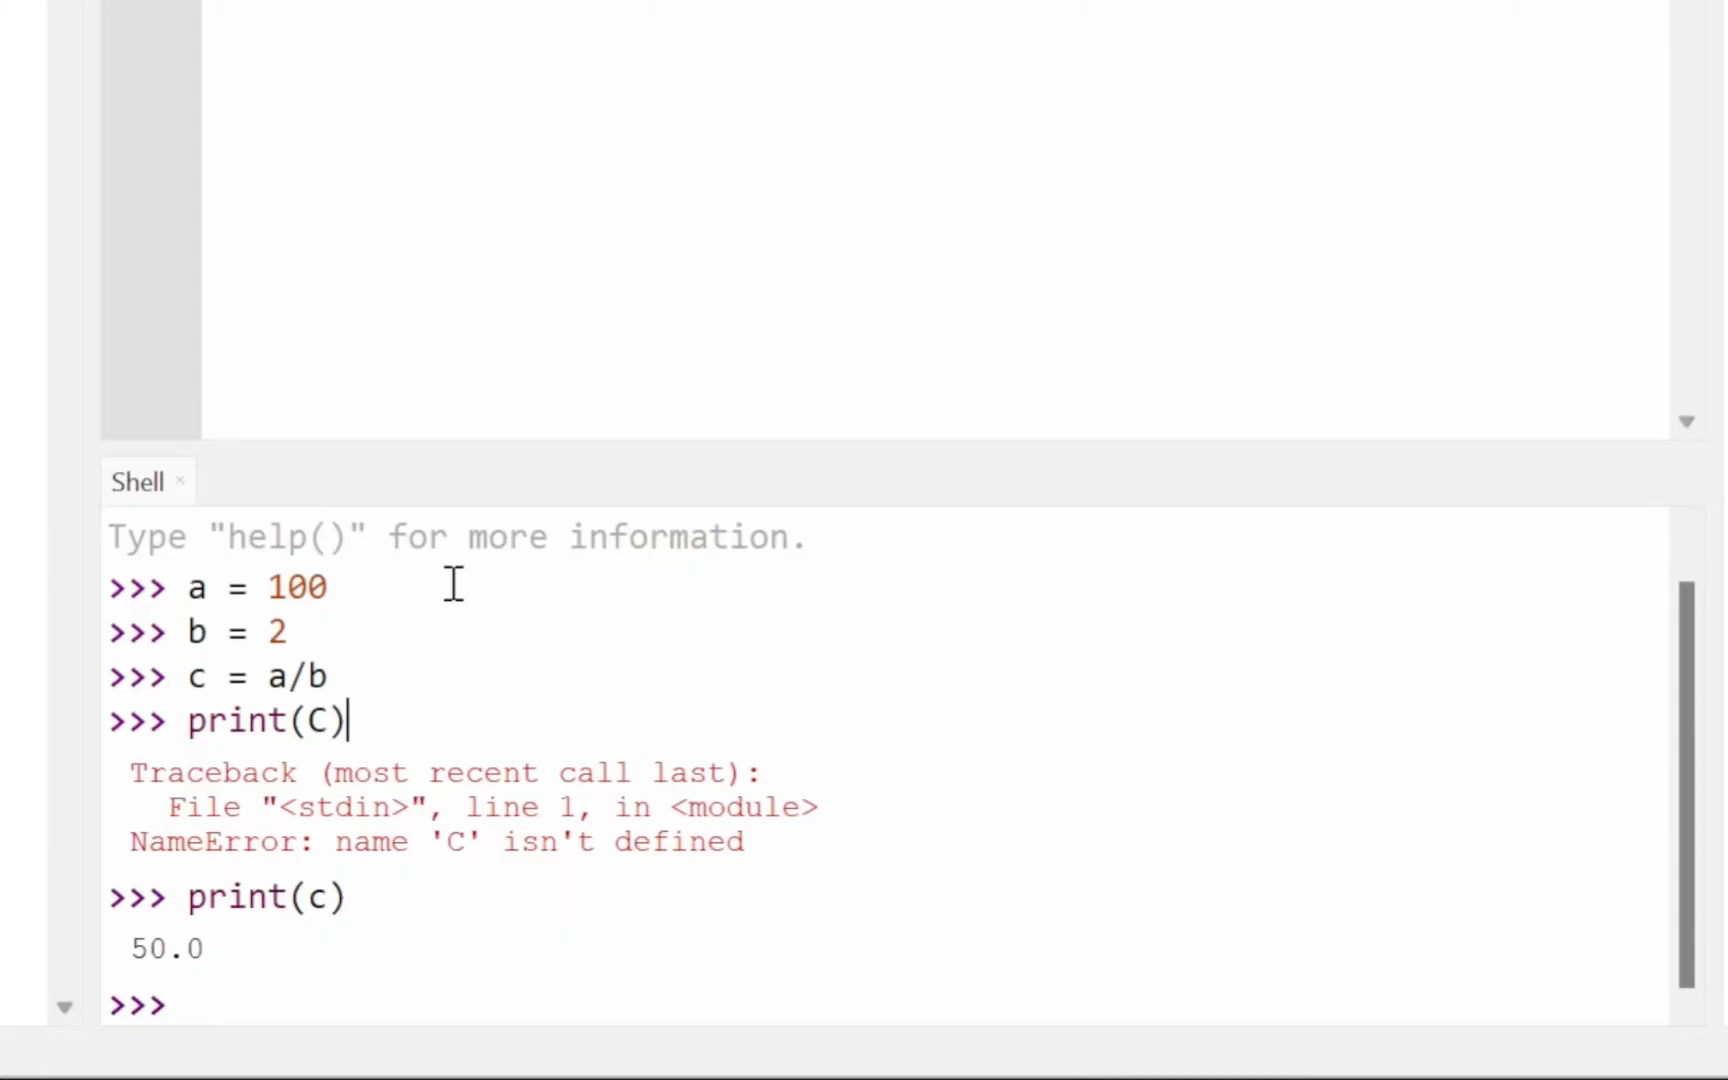 Shell
Type "help()" for more information.
>>> a = 100
>>> b = 2
>>> c = a/b
>>> print(C)
Traceback (most recent call last):
  File "<stdin>", line 1, in <module>
NameError: name 'C' isn't defined
>>> print(c)
50.0
>>>